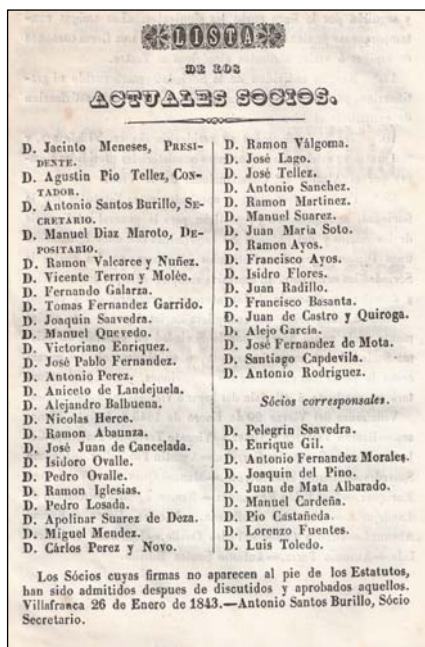 LISTA
DE LOS
ACTUALES SOCIOS.
D. Jacinto Meneses, PRESI-
DENTE.
D. Agustin Pio Tellez, CON-
TADOR.
D. Antonio Santos Burillo, SE-
CRETARIO.
D. Manuel Diaz Maroto, DE-
POSITARIO.
D. Ramon Valcarce y Nuñez.
D. Vicente Terron y Molée.
D. Fernando Galarza.
D. Tomas Fernandez Garrido.
D. Joaquin Saavedra.
D. Manuel Quevedo.
D. Victoriano Enriquez.
D. José Pablo Fernandez.
D. Antonio Perez.
D. Aniceto de Landejuela.
D. Alejandro Balbuena.
D. Nicolas Herce.
D. Ramon Abaunza.
D. José Juan de Cancelada.
D. Isidoro Ovalle.
D. Pedro Ovalle.
D. Ramon Iglesias.
D. Pedro Losada.
D. Apolinar Suarez de Deza.
D. Miguel Mendez.
D. Cárlos Perez y Novo.
D. Ramon Válgoma.
D. José Lago.
D. José Tellez.
D. Antonio Sanchez.
D. Ramon Martinez.
D. Manuel Suarez.
D. Juan Maria Soto.
D. Ramon Ayos.
D. Francisco Ayos.
D. Isidro Flores.
D. Juan Radillo.
D. Francisco Basanta.
D. Juan de Castro y Quiroga.
D. Alejo García.
D. José Fernandez de Mota.
D. Santiago Capdevila.
D. Antonio Rodriguez.
Sócios corresponsales.
D. Pelegrin Saavedra.
D. Enrique Gil.
D. Antonio Fernandez Morales.
D. Joaquin del Pino.
D. Juan de Mata Albarado.
D. Manuel Cardeña.
D. Pio Castañeda.
D. Lorenzo Fuentes.
D. Luis Toledo.
Los Sócios cuyas firmas no aparecen al pie de los Estatutos,
han sido admitidos despues de discutidos y aprobados aquellos.
Villafranca 26 de Enero de 1843.—Antonio Santos Burillo, Sócio
Secretario.